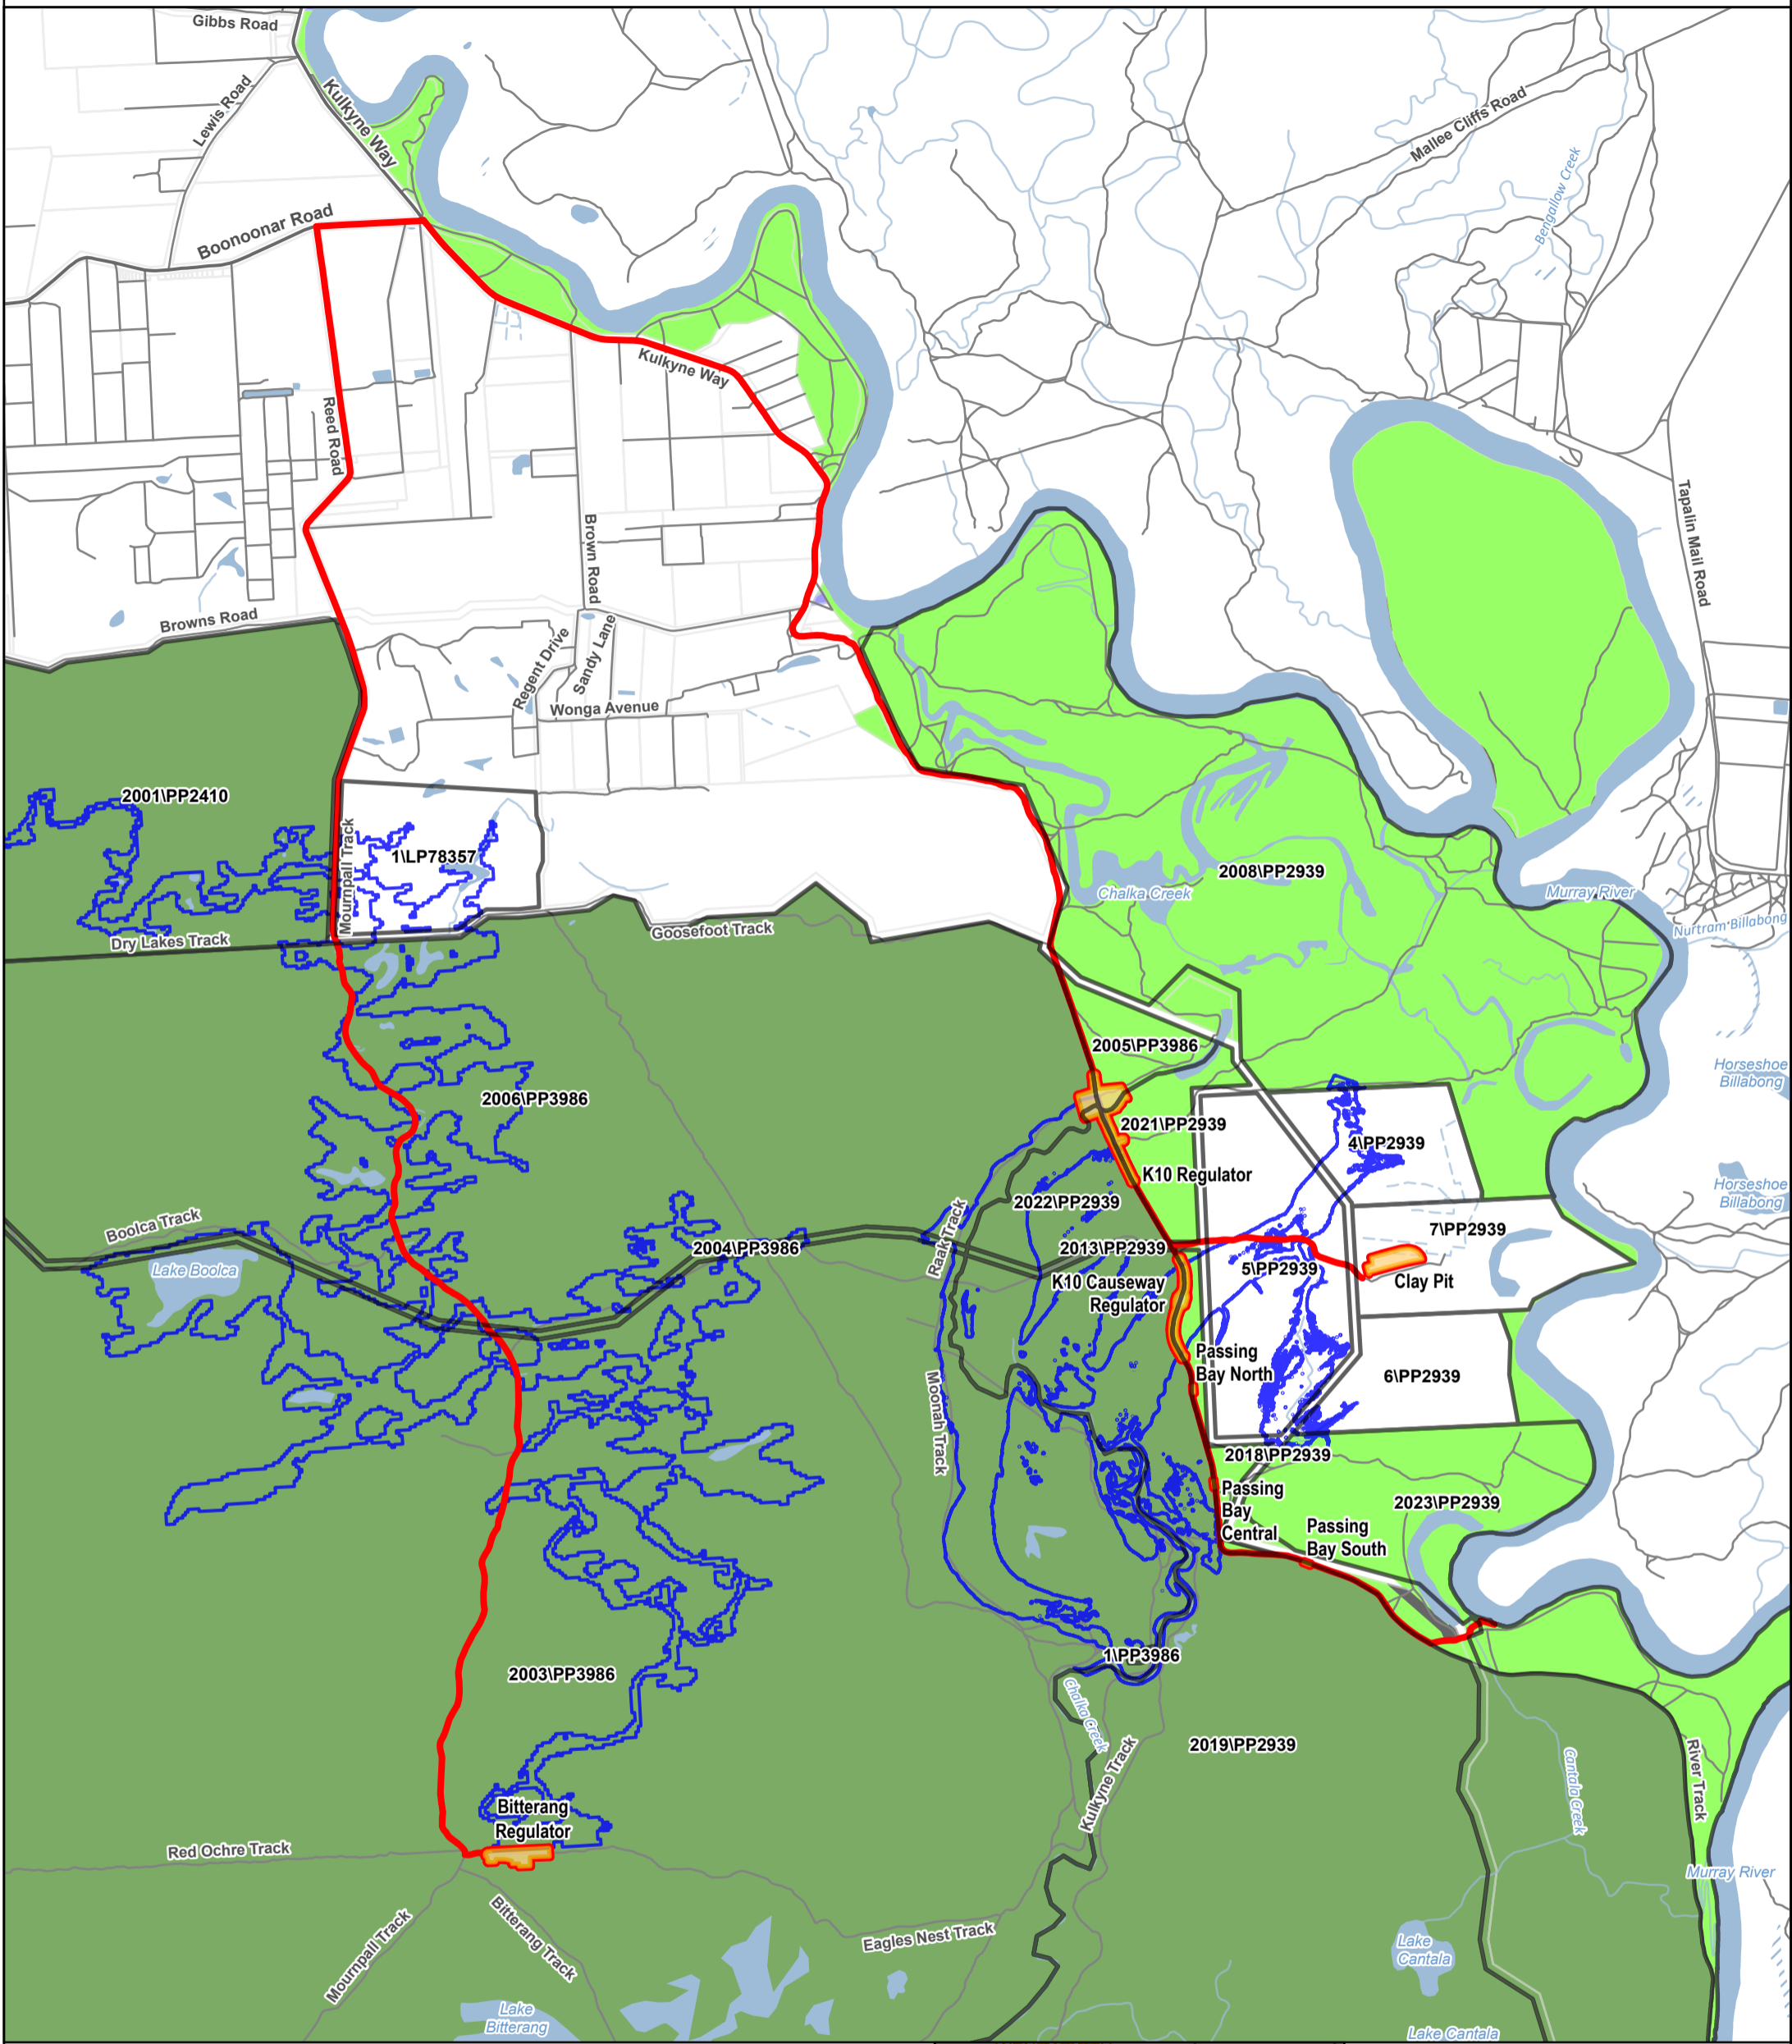 Gibbs Road
Lewis Road
Kulkyne Way
Mallee Cliffs Road
Bengallow Creek
Boonoonar Road
Kulkyne Way
Reed Road
Tapalin Mail Road
Brown Road
Browns Road
Regent Drive
Sandy Lane
Wonga Avenue
2001\PP2410
Mournpall Track
1\LP78357
2008\PP2939
Chalka Creek
Murray River
Nurtram Billabong
Dry Lakes Track
Goosefoot Track
2005\PP3986
Horseshoe
Billabong
2006\PP3986
2021\PP2939
4\PP2939
K10 Regulator
Horseshoe
Billabong
2022\PP2939
Boolca Track
Raak Track
7\PP2939
2004\PP3986
2013\PP2939
Lake Boolca
5\PP2939
Clay Pit
K10 Causeway
Regulator
Passing
Bay North
6\PP2939
Moonah Track
2018\PP2939
Passing
Bay
Central
2023\PP2939
Passing
Bay South
1\PP3986
2003\PP3986
Chalka Creek
2019\PP2939
Kulkyne Track
Cantala Creek
River Track
Bitterang
Regulator
Red Ochre Track
Murray River
Mournpall Track
Bitterang Track
Eagles Nest Track
Lake
Cantala
Lake
Bitterang
Lake Cantala